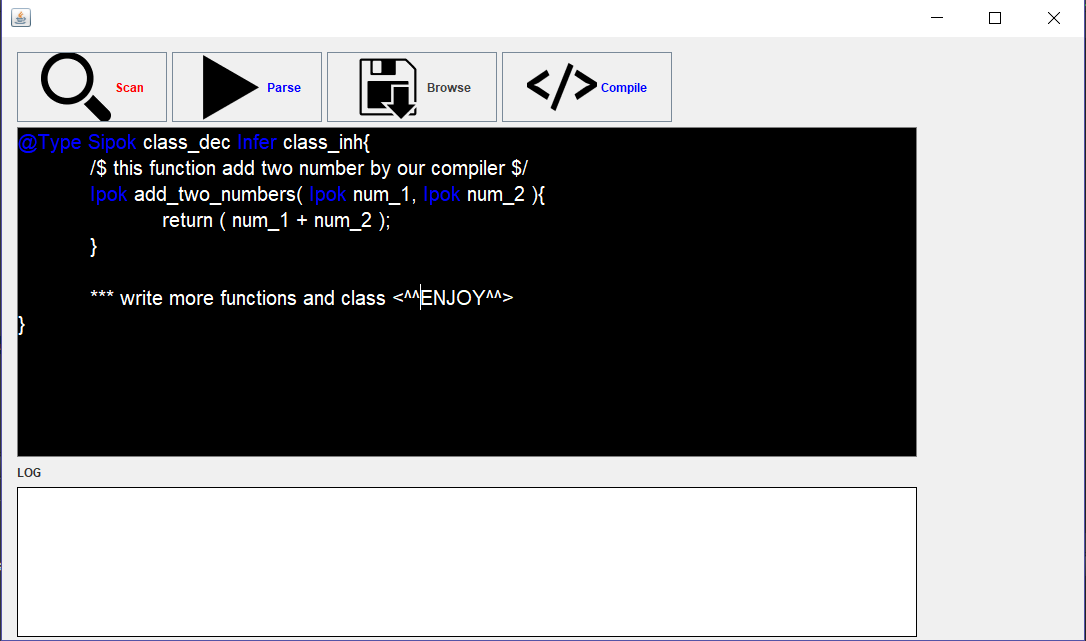 Scan Parse Browse Compile
@Type Sipok class_dec Infer class_inh{
/$ this function add two number by our compiler $/
Ipok add_two_numbers( Ipok num_1, Ipok num_2 ){
return ( num_1 + num_2 );
}
*** write more functions and class <^^ENJOY^^>
}
LOG